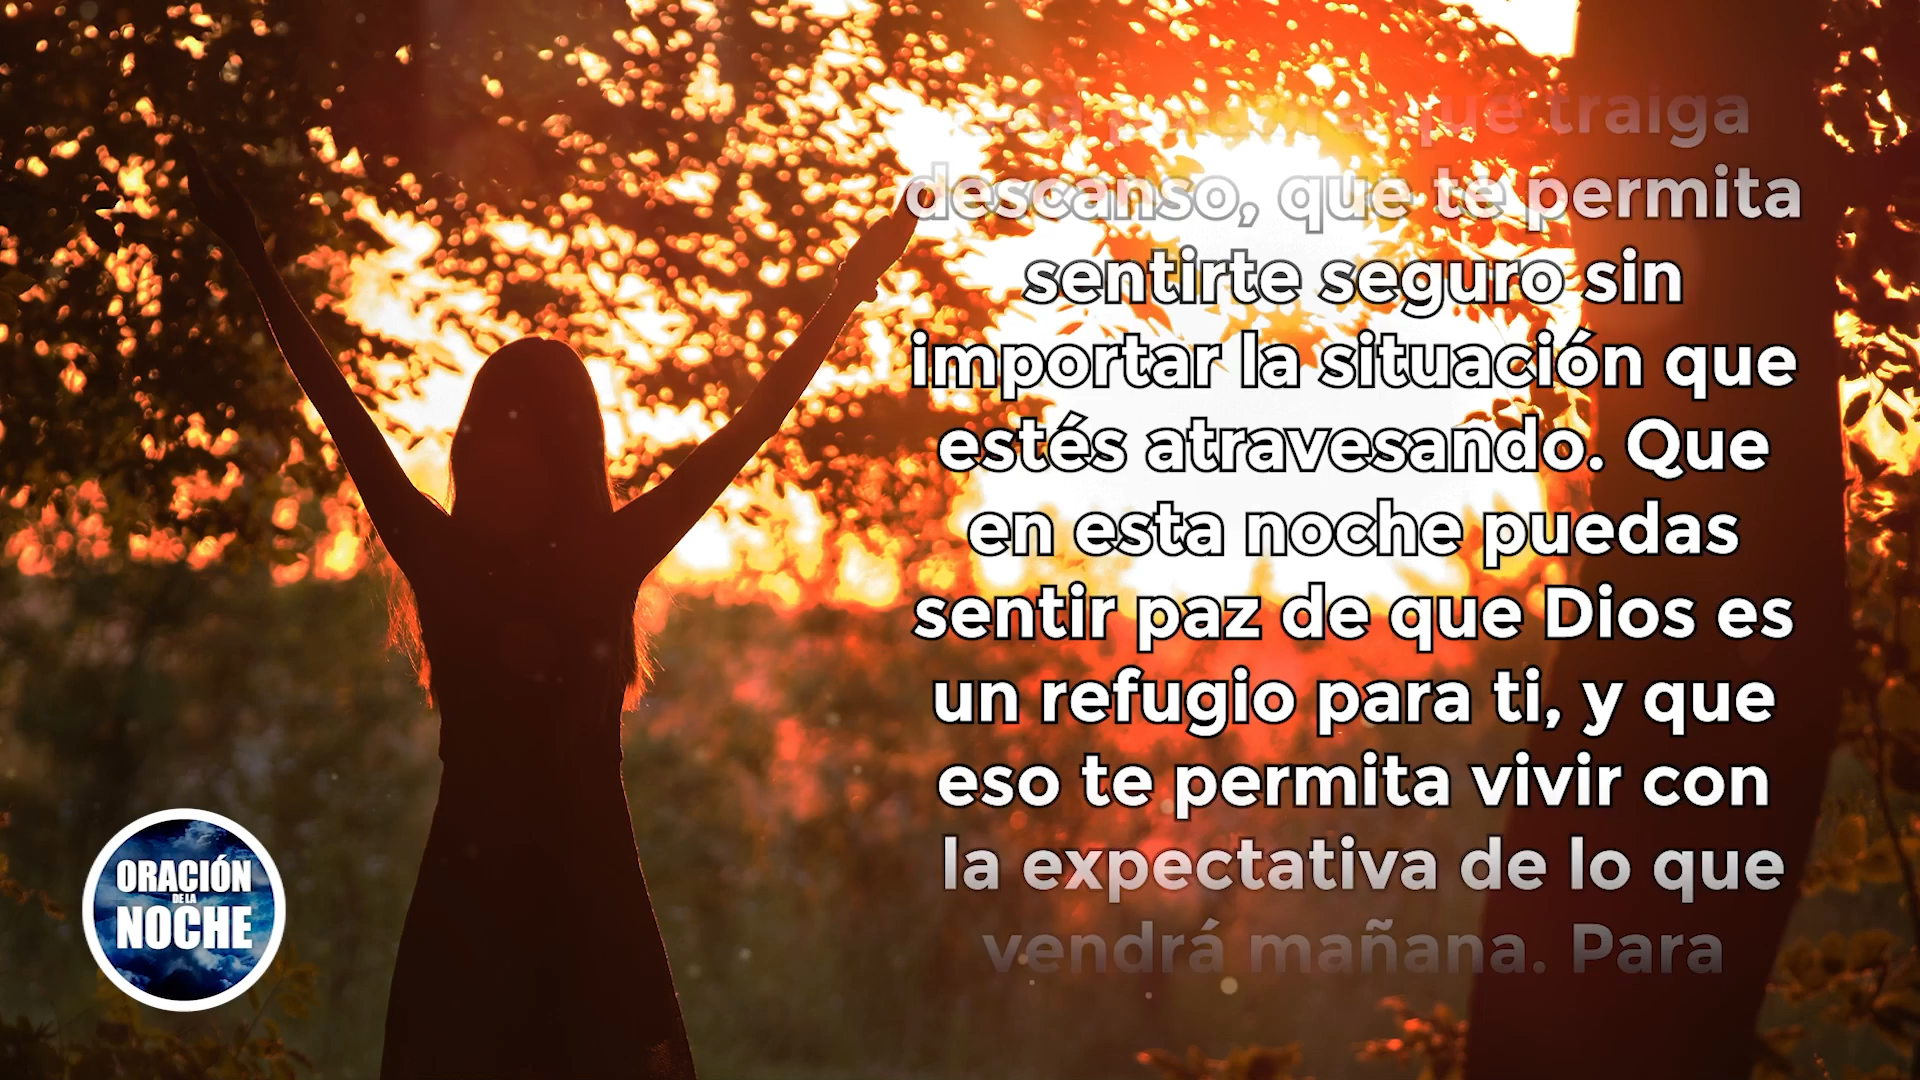 que traiga
descanso, que te permita
sentirte seguro sin
importar la situación que
estés atravesando. Que
en esta noche puedas
sentir paz de que Dios es
un refugio para ti, y que
eso te permita vivir con
la expectativa de lo que
vendrá mañana. Para
ORACIÓN
DE LA
NOCHE